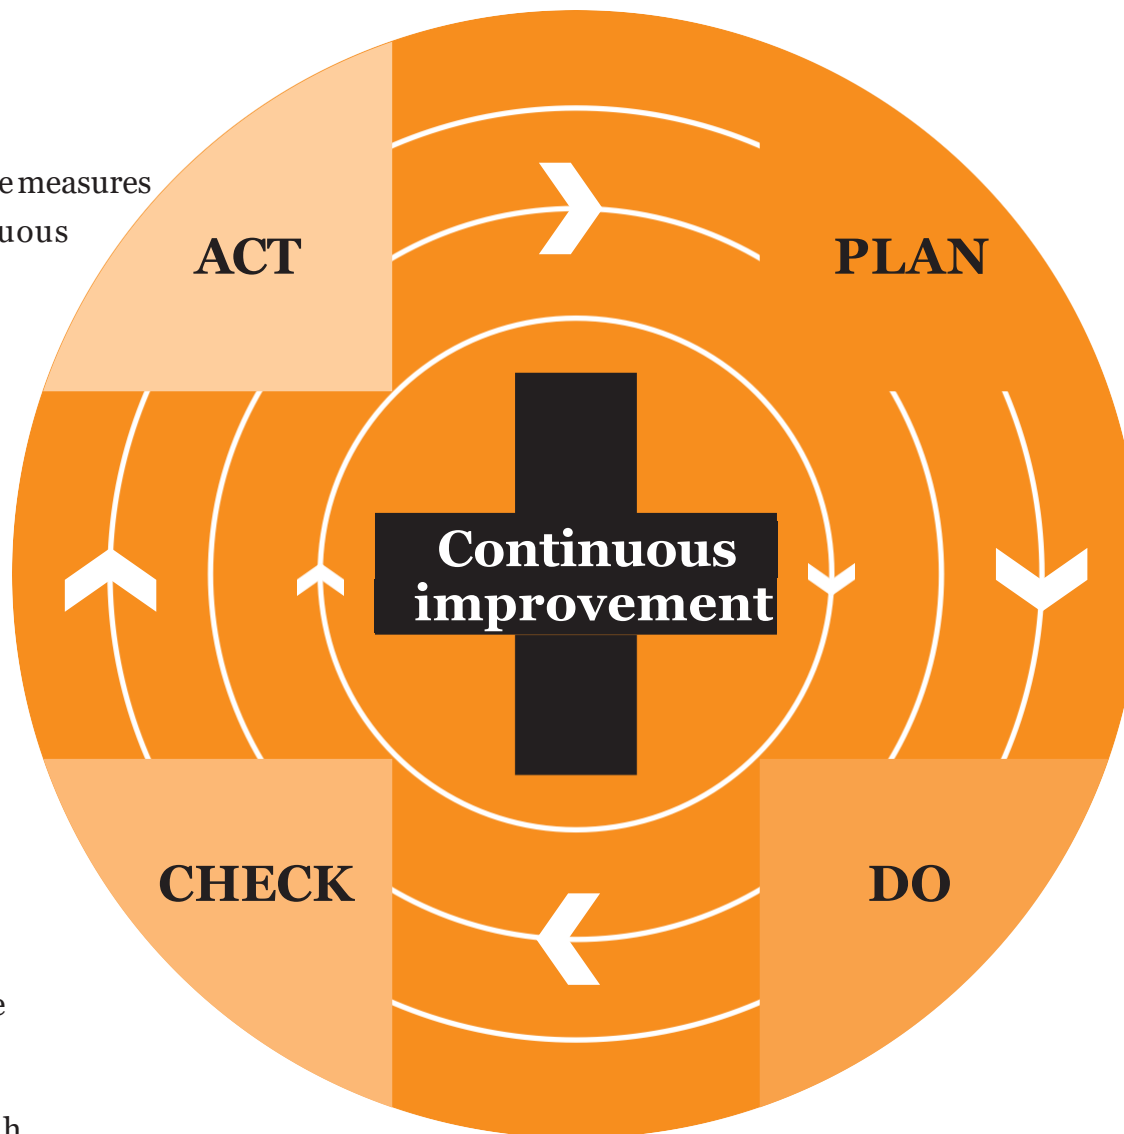 e measures
uous
ACT
PLAN
Continuous
improvement
CHECK
DO
e
h